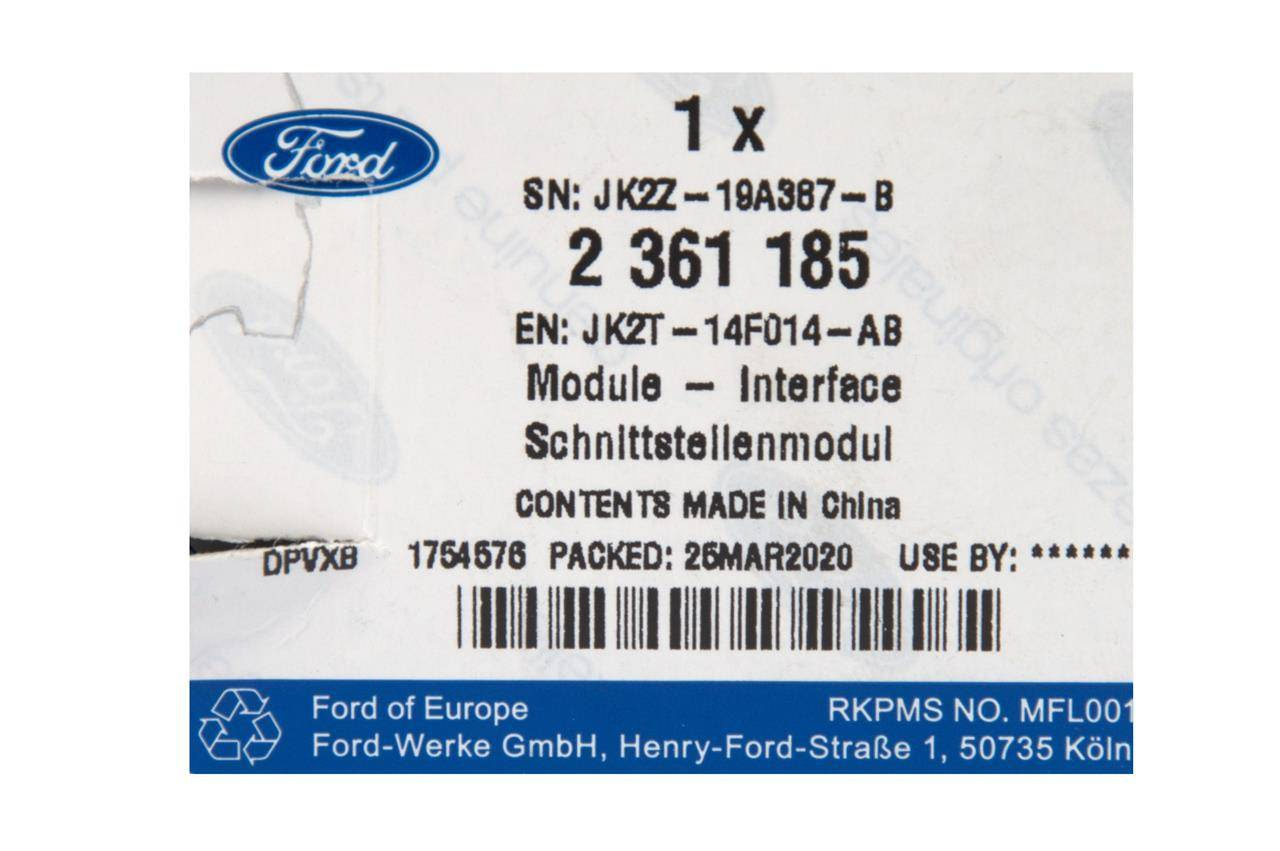 Ford
1 x
SN: JK2Z-19A387-B
2 361 185
EN: JK2T-14F014-AB
Module - Interface
Schnittstellenmodul
CONTENTS MADE IN China
DPVXB 1754576 PACKED: 25MAR2020 USE BY: ******
Ford of Europe RKPMS NO. MFL001
Ford-Werke GmbH, Henry-Ford-Straße 1, 50735 Köln